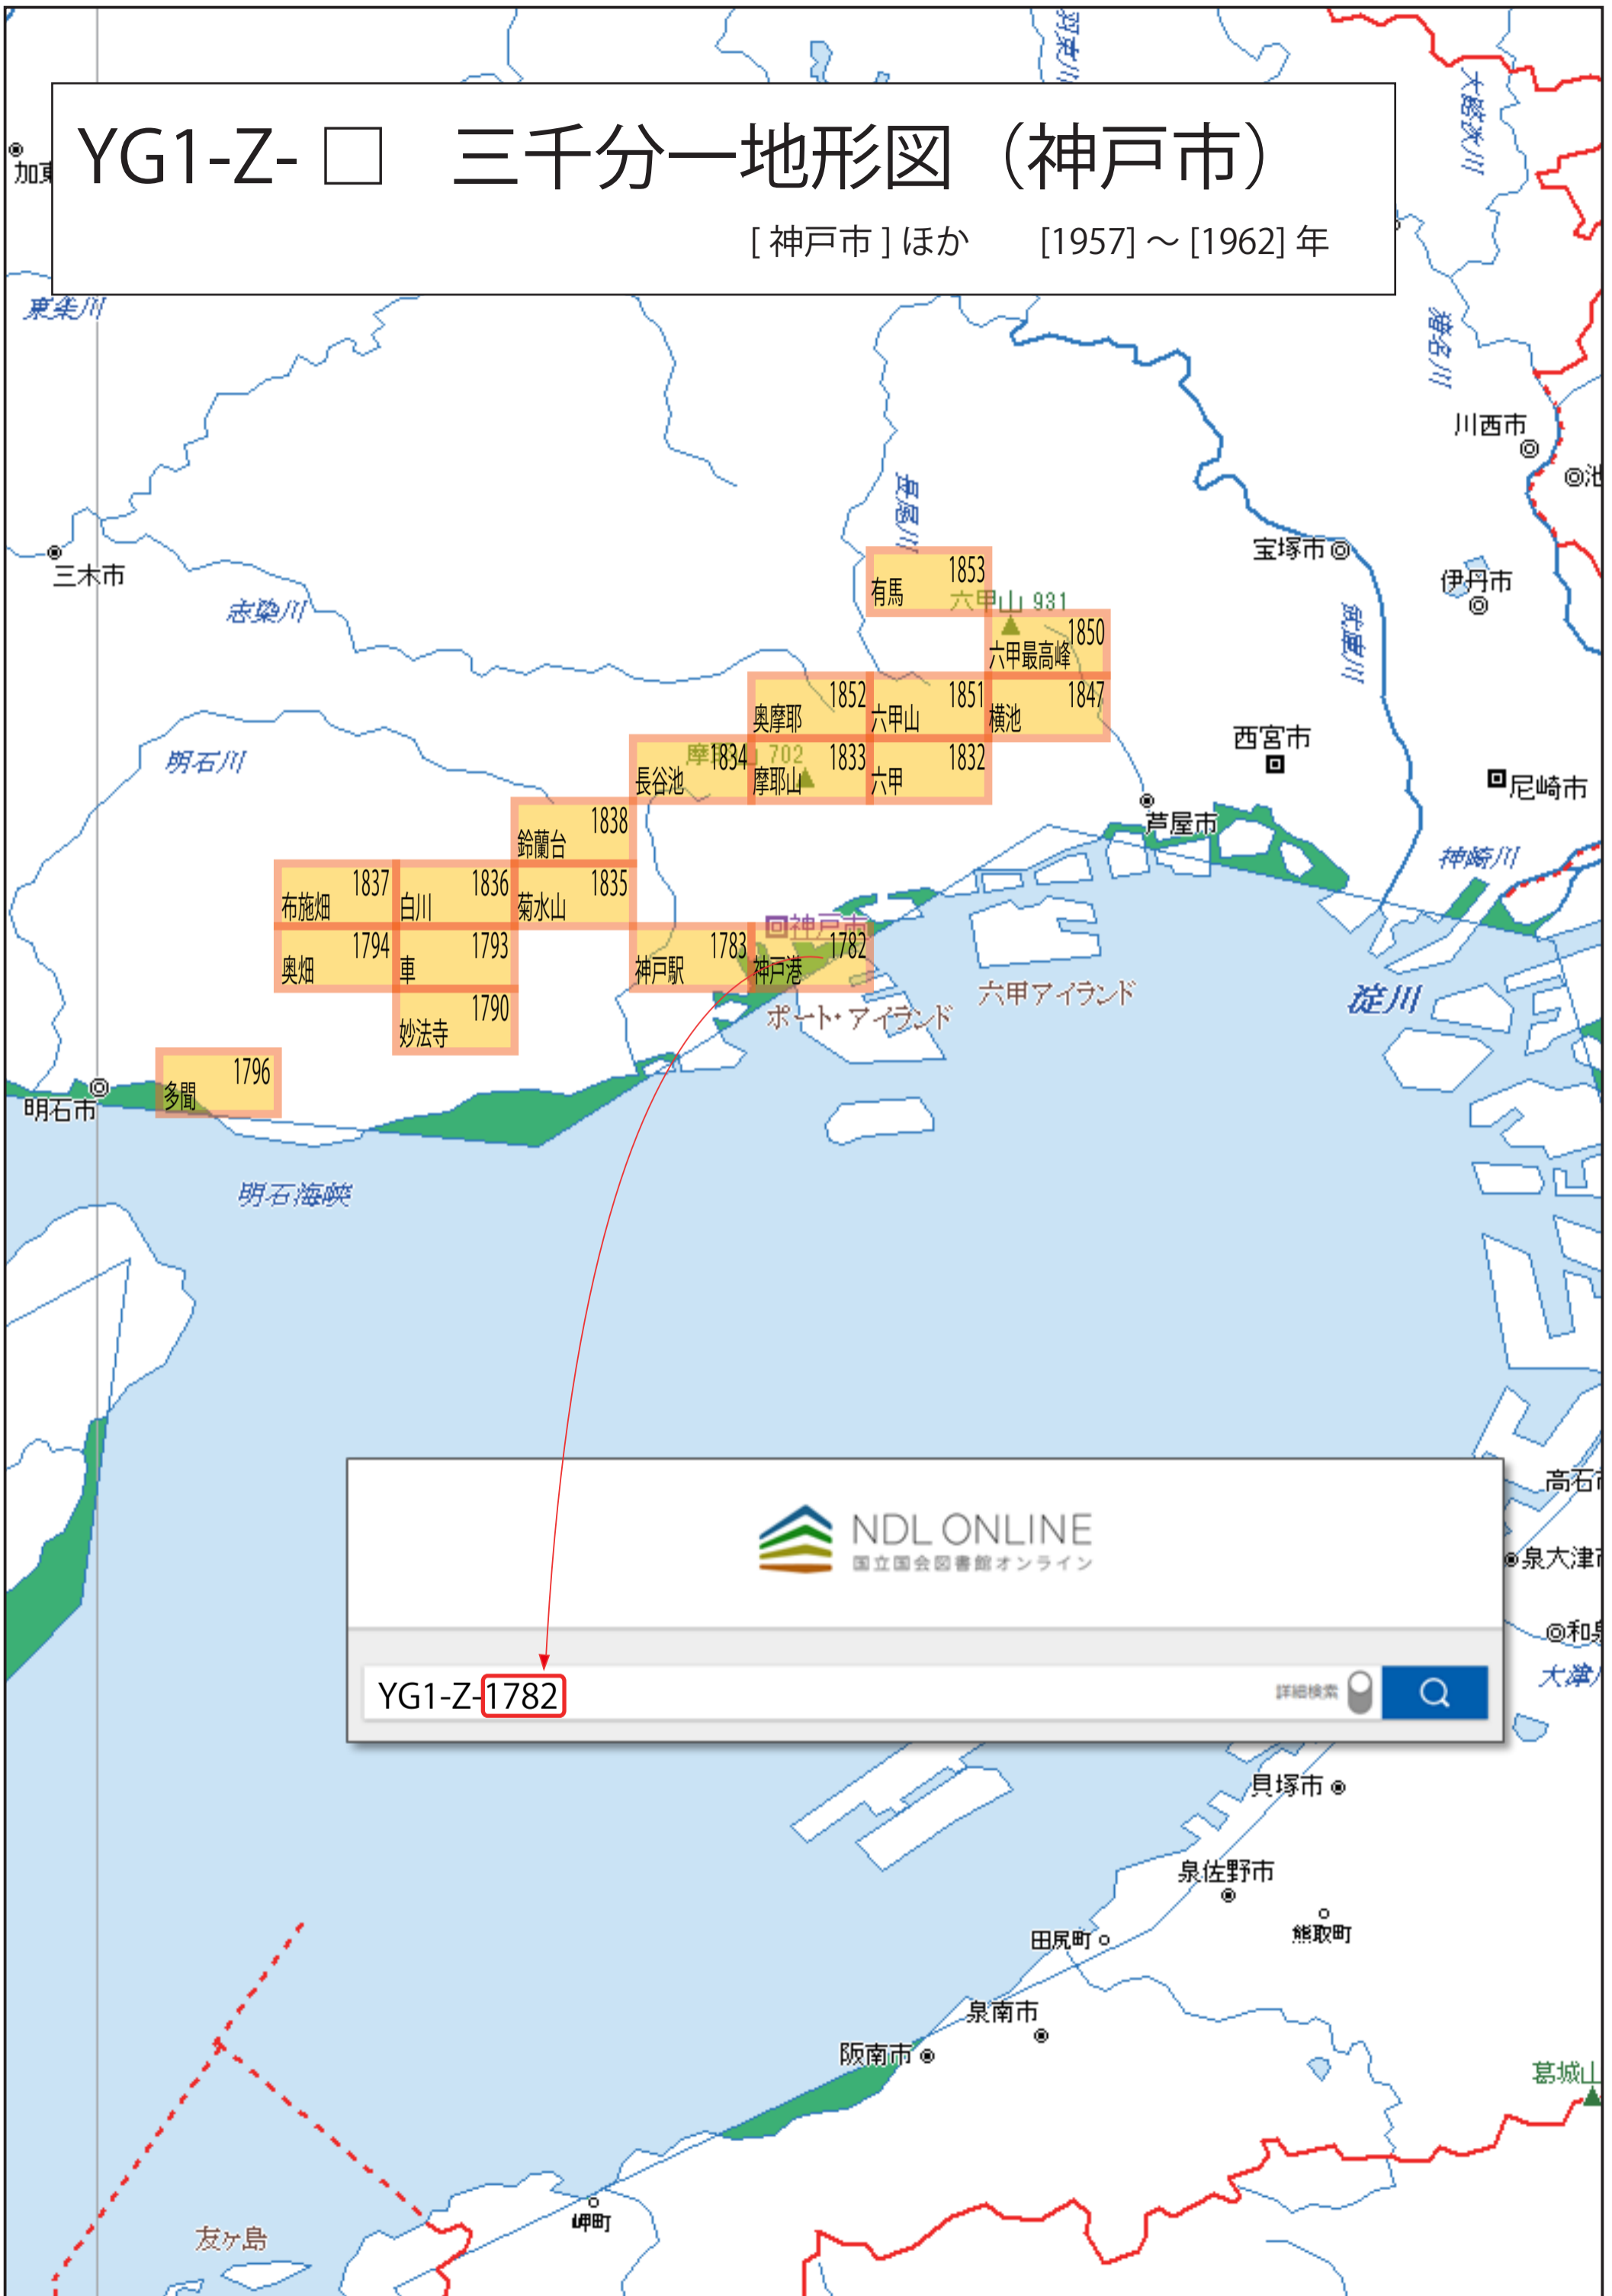 YG1-Z- □ 三千分一地形図（神戸市）
[ 神戸市 ] ほか [1957] ～ [1962] 年
羽束川
大路次川
東条川
猪名川
川西市
長尾川
宝塚市
伊丹市
三木市
志染川
武庫川
1853
有馬
六甲山 931
1850
六甲最高峰
1852
奥摩耶
1851
六甲山
1847
横池
西宮市
明石川
702
1834
長谷池
1833
摩耶山
1832
六甲
尼崎市
芦屋市
神崎川
1838
鈴蘭台
1837
布施畑
1836
白川
1835
菊水山
神戸市
1794
奥畑
1793
車
1783
神戸駅
1782
神戸港
六甲アイランド
ポート・アイランド
淀川
1790
妙法寺
1796
多聞
明石市
明石海峡
高石
NDL ONLINE
国立国会図書館オンライン
泉大津
YG1-Z-1782
詳細検索
大津
貝塚市
泉佐野市
熊取町
田尻町
泉南市
阪南市
葛城山
岬町
友ヶ島